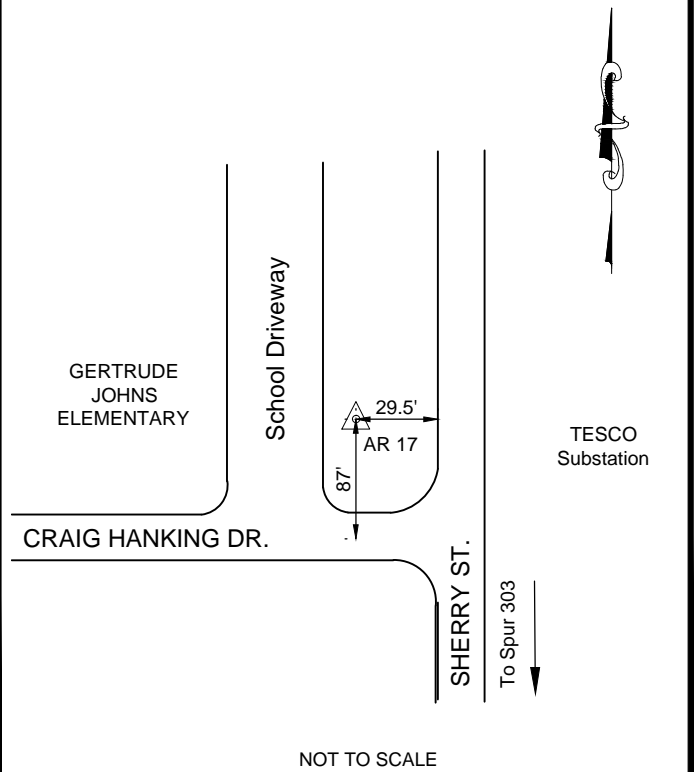 School Driveway
GERTRUDE
JOHNS
ELEMENTARY
29.5'
AR 17
87'
TESCO
Substation
CRAIG HANKING DR.
SHERRY ST.
To Spur 303
NOT TO SCALE